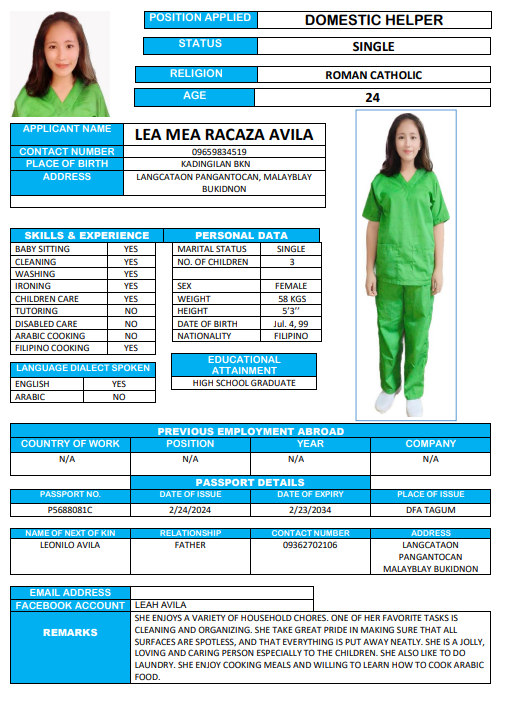 POSITION APPLIED DOMESTIC HELPER
STATUS SINGLE
RELIGION ROMAN CATHOLIC
AGE 24
APPLICANT NAME LEA MEA RACAZA AVILA
CONTACT NUMBER 09659834519
PLACE OF BIRTH KADINGILAN BKN
ADDRESS LANGCATAON PANGANTOCAN, MALAYBLAY
BUKIDNON
SKILLS & EXPERIENCE
BABY SITTING YES
CLEANING YES
WASHING YES
IRONING YES
CHILDREN CARE YES
TUTORING NO
DISABLED CARE NO
ARABIC COOKING NO
FILIPINO COOKING YES
PERSONAL DATA
MARITAL STATUS SINGLE
NO. OF CHILDREN 3
SEX FEMALE
WEIGHT 58 KGS
HEIGHT 5'3''
DATE OF BIRTH Jul. 4, 99
NATIONALITY FILIPINO
LANGUAGE DIALECT SPOKEN
ENGLISH YES
ARABIC NO
EDUCATIONAL
ATTAINMENT
HIGH SCHOOL GRADUATE
PREVIOUS EMPLOYMENT ABROAD
COUNTRY OF WORK POSITION YEAR COMPANY
N/A N/A N/A N/A
PASSPORT DETAILS
PASSPORT NO. DATE OF ISSUE DATE OF EXPIRY PLACE OF ISSUE
P5688081C 2/24/2024 2/23/2034 DFA TAGUM
NAME OF NEXT OF KIN RELATIONSHIP CONTACT NUMBER ADDRESS
LEONILO AVILA FATHER 09362702106 LANGCATAON
PANGANTOCAN
MALAYBLAY BUKIDNON
EMAIL ADDRESS
FACEBOOK ACCOUNT LEAH AVILA
REMARKS
SHE ENJOYS A VARIETY OF HOUSEHOLD CHORES. ONE OF HER FAVORITE TASKS IS
CLEANING AND ORGANIZING. SHE TAKE GREAT PRIDE IN MAKING SURE THAT ALL
SURFACES ARE SPOTLESS, AND THAT EVERYTHING IS PUT AWAY NEATLY. SHE IS A JOLLY,
LOVING AND CARING PERSON ESPECIALLY TO THE CHILDREN. SHE ALSO LIKE TO DO
LAUNDRY. SHE ENJOY COOKING MEALS AND WILLING TO LEARN HOW TO COOK ARABIC
FOOD.